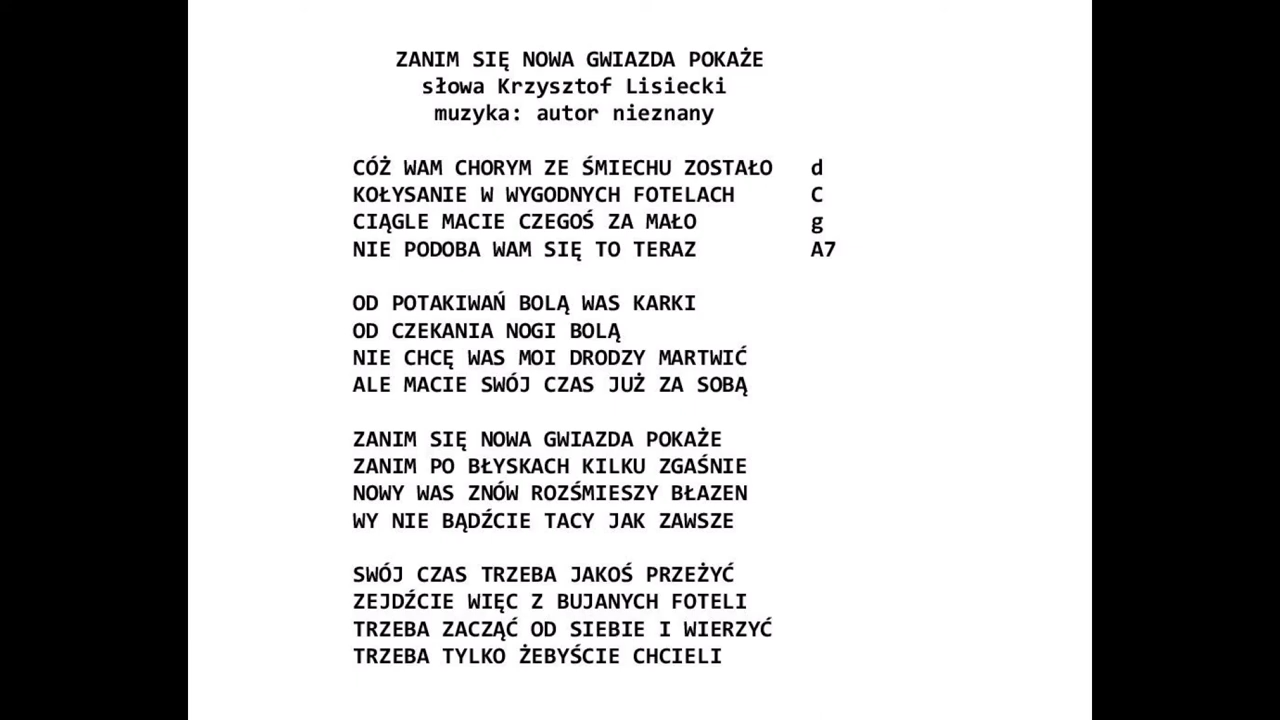 ZANIM SIĘ NOWA GWIAZDA POKAŻE
słowa Krzysztof Lisiecki
muzyka: autor nieznany
CÓŻ WAM CHORYM ZE ŚMIECHU ZOSTAŁO d
KOŁYSANIE W WYGODNYCH FOTELACH C
CIĄGLE MACIE CZEGOŚ ZA MAŁO g
NIE PODOBA WAM SIĘ TO TERAZ A7
OD POTAKIWAŃ BOLĄ WAS KARKI
OD CZEKANIA NOGI BOLĄ
NIE CHCĘ WAS MOI DRODZY MARTWIĆ
ALE MACIE SWÓJ CZAS JUŻ ZA SOBĄ
ZANIM SIĘ NOWA GWIAZDA POKAŻE
ZANIM PO BŁYSKACH KILKU ZGAŚNIE
NOWY WAS ZNÓW ROZŚMIESZY BŁAZEN
WY NIE BĄDŹCIE TACY JAK ZAWSZE
SWÓJ CZAS TRZEBA JAKOŚ PRZEŻYĆ
ZEJDŹCIE WIĘC Z BUJANYCH FOTELI
TRZEBA ZACZĄĆ OD SIEBIE I WIERZYĆ
TRZEBA TYLKO ŻEBYŚCIE CHCIELI